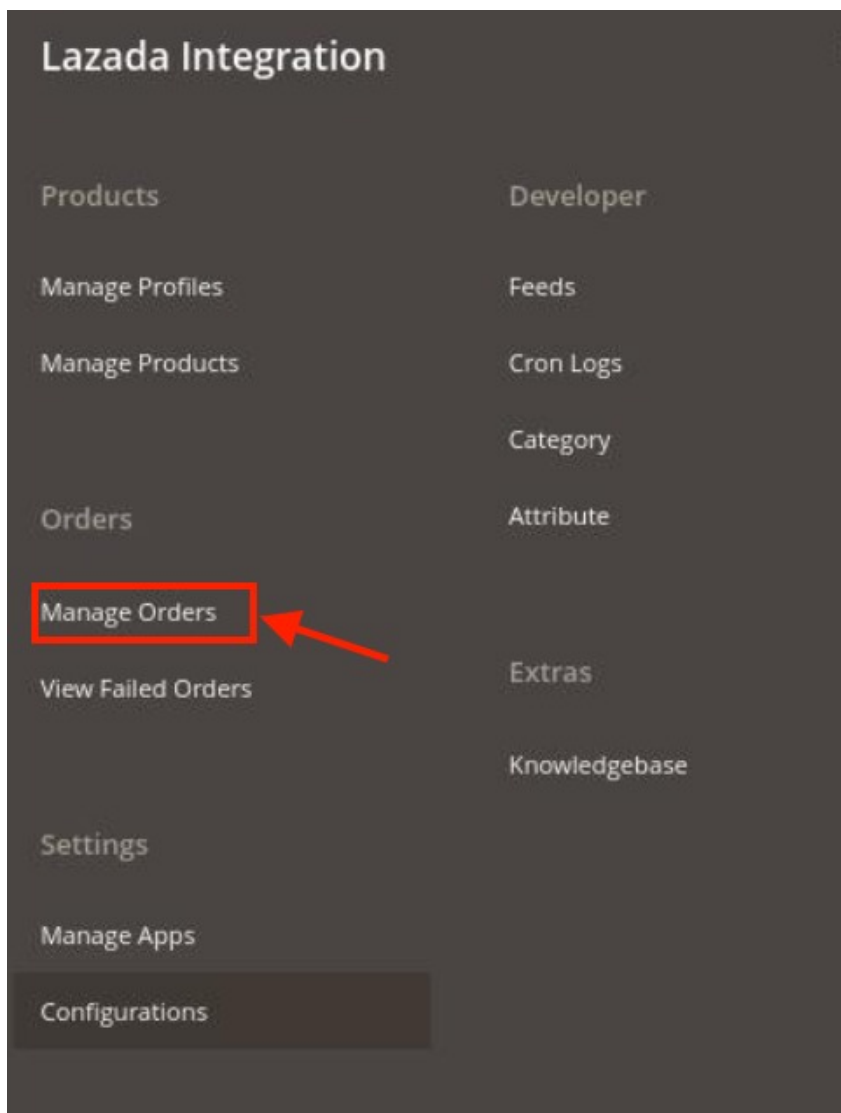 Lazada Integration
Products
Manage Profiles
Manage Products
Orders
Manage Orders
View Failed Orders
Settings
Manage Apps
Configurations
Developer
Feeds
Cron Logs
Category
Attribute
Extras
Knowledgebase